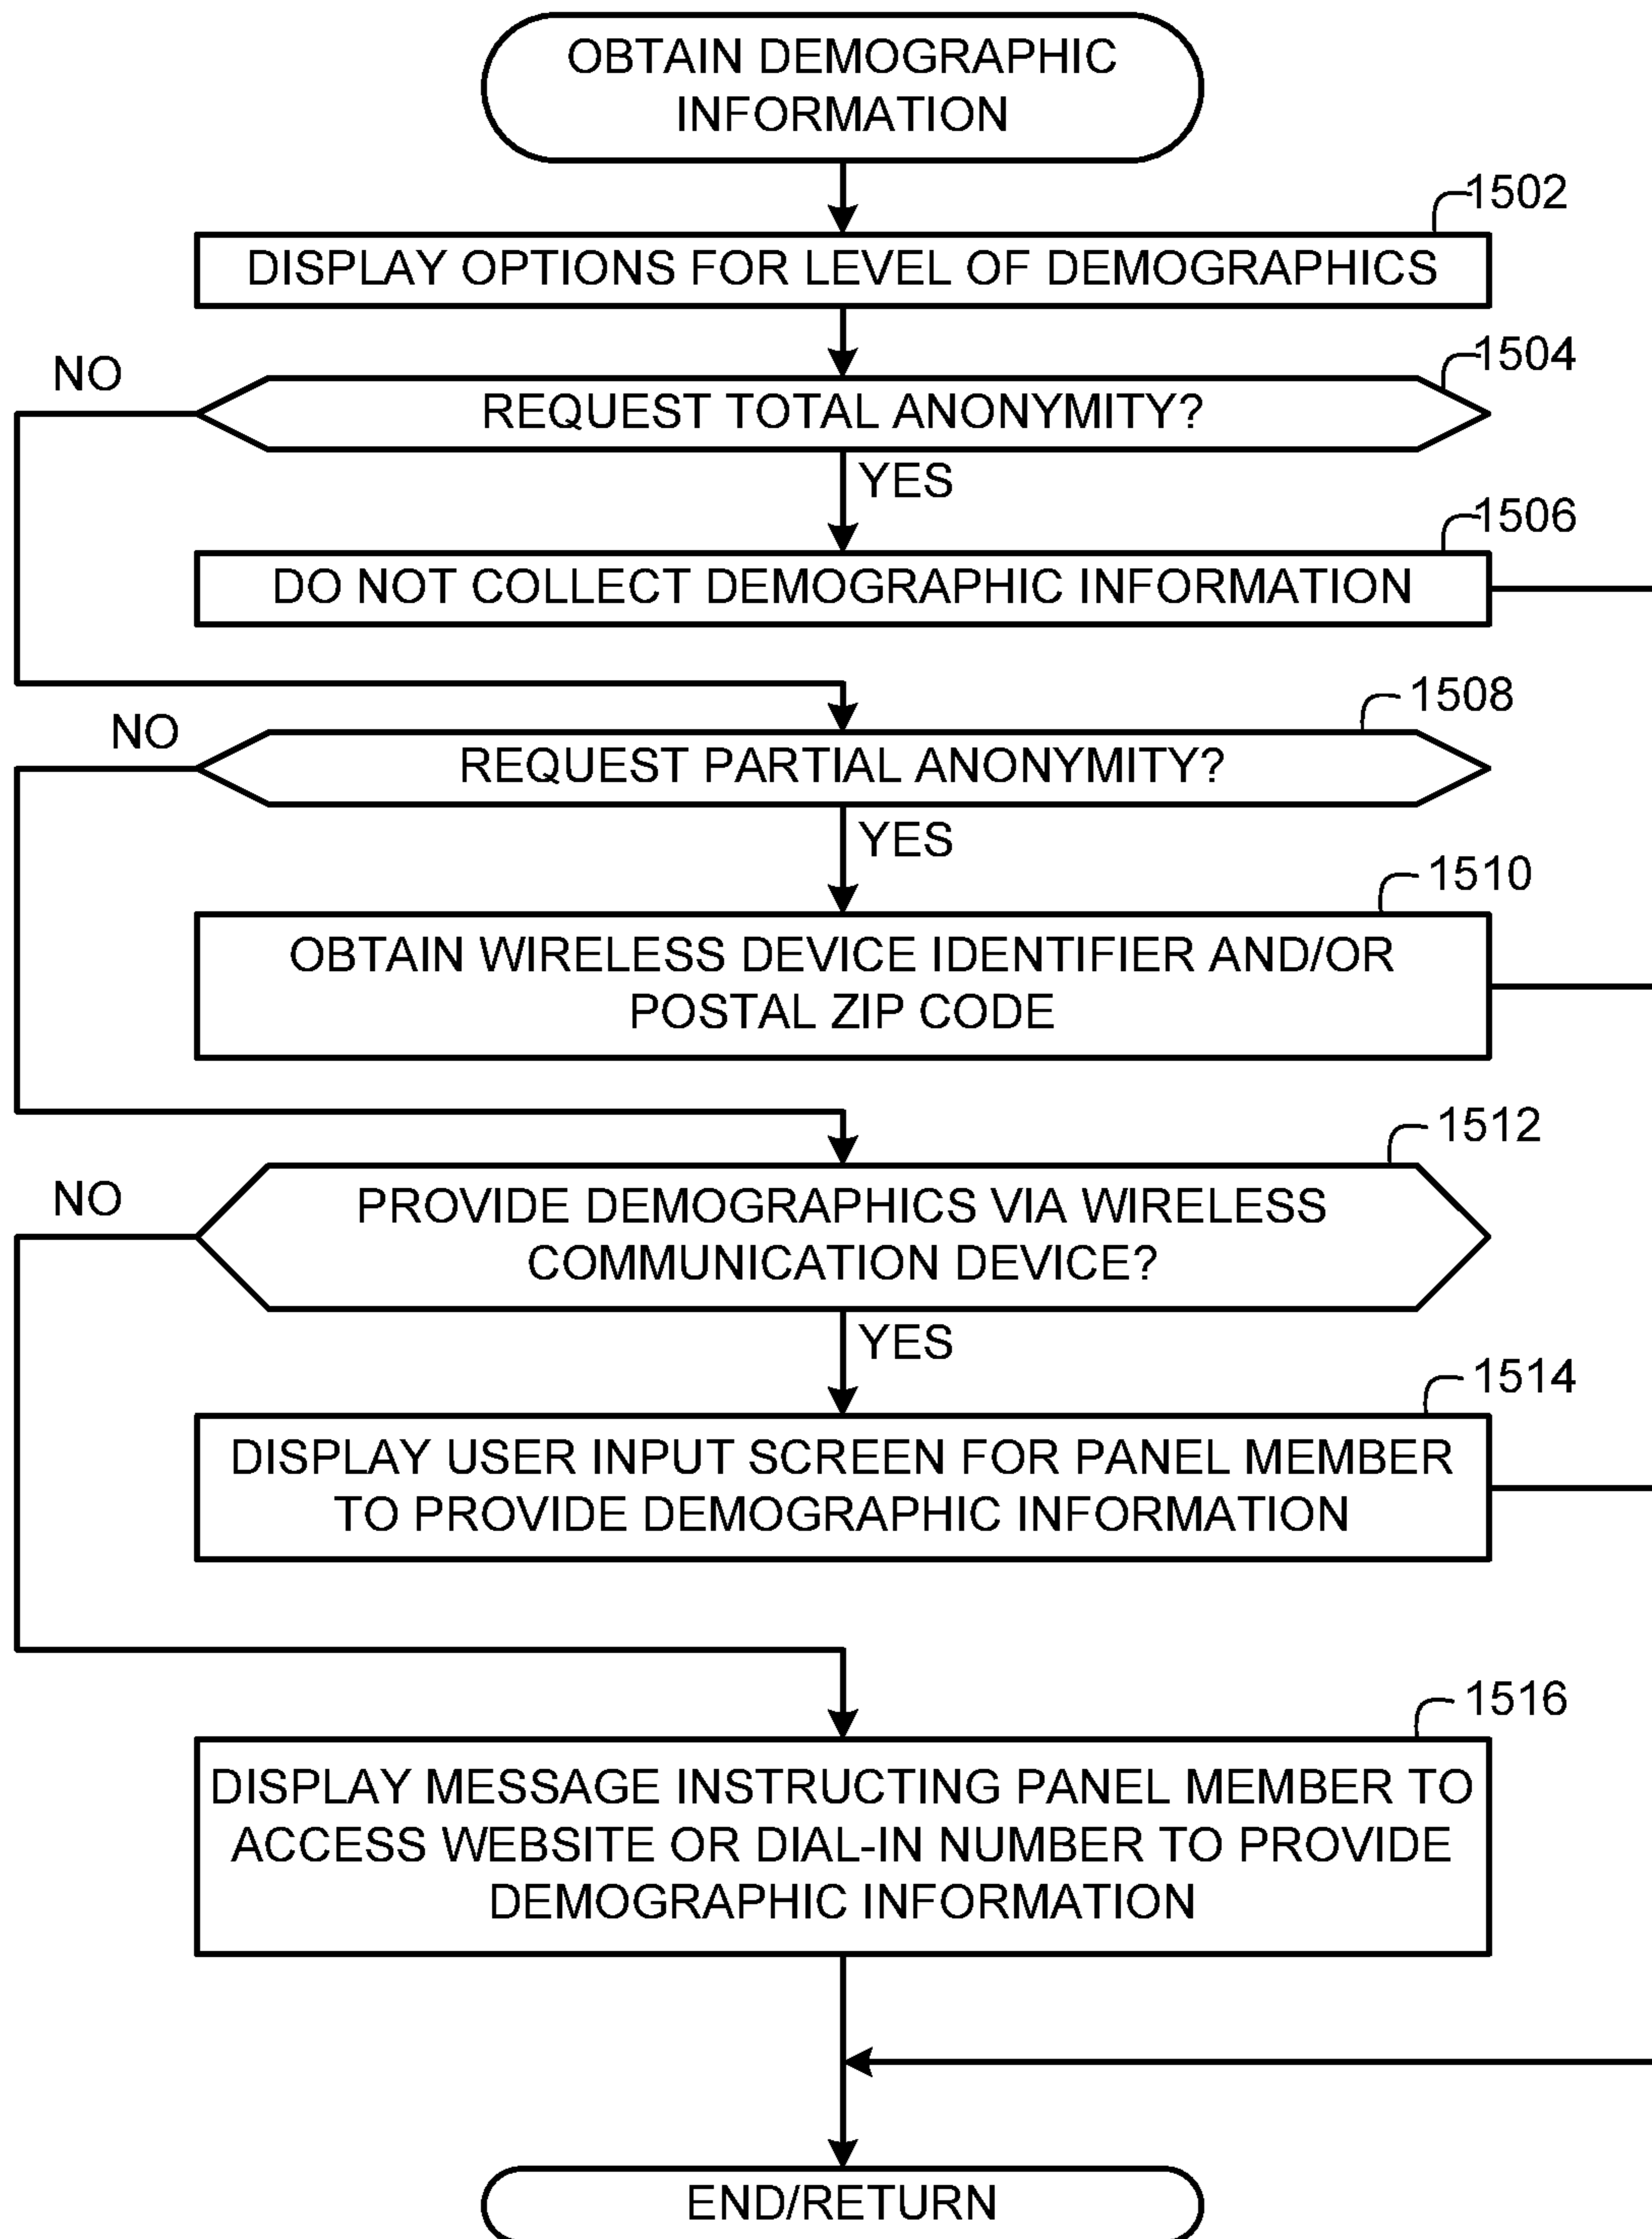 OBTAIN DEMOGRAPHIC
INFORMATION
1502
DISPLAY OPTIONS FOR LEVEL OF DEMOGRAPHICS
NO
1504
REQUEST TOTAL ANONYMITY?
YES
1506
DO NOT COLLECT DEMOGRAPHIC INFORMATION
1508
NO
REQUEST PARTIAL ANONYMITY?
YES
1510
OBTAIN WIRELESS DEVICE IDENTIFIER AND/OR
POSTAL ZIP CODE
1512
NO
PROVIDE DEMOGRAPHICS VIA WIRELESS
COMMUNICATION DEVICE?
YES
1514
DISPLAY USER INPUT SCREEN FOR PANEL MEMBER
TO PROVIDE DEMOGRAPHIC INFORMATION
1516
DISPLAY MESSAGE INSTRUCTING PANEL MEMBER TO
ACCESS WEBSITE OR DIAL-IN NUMBER TO PROVIDE
DEMOGRAPHIC INFORMATION
END/RETURN